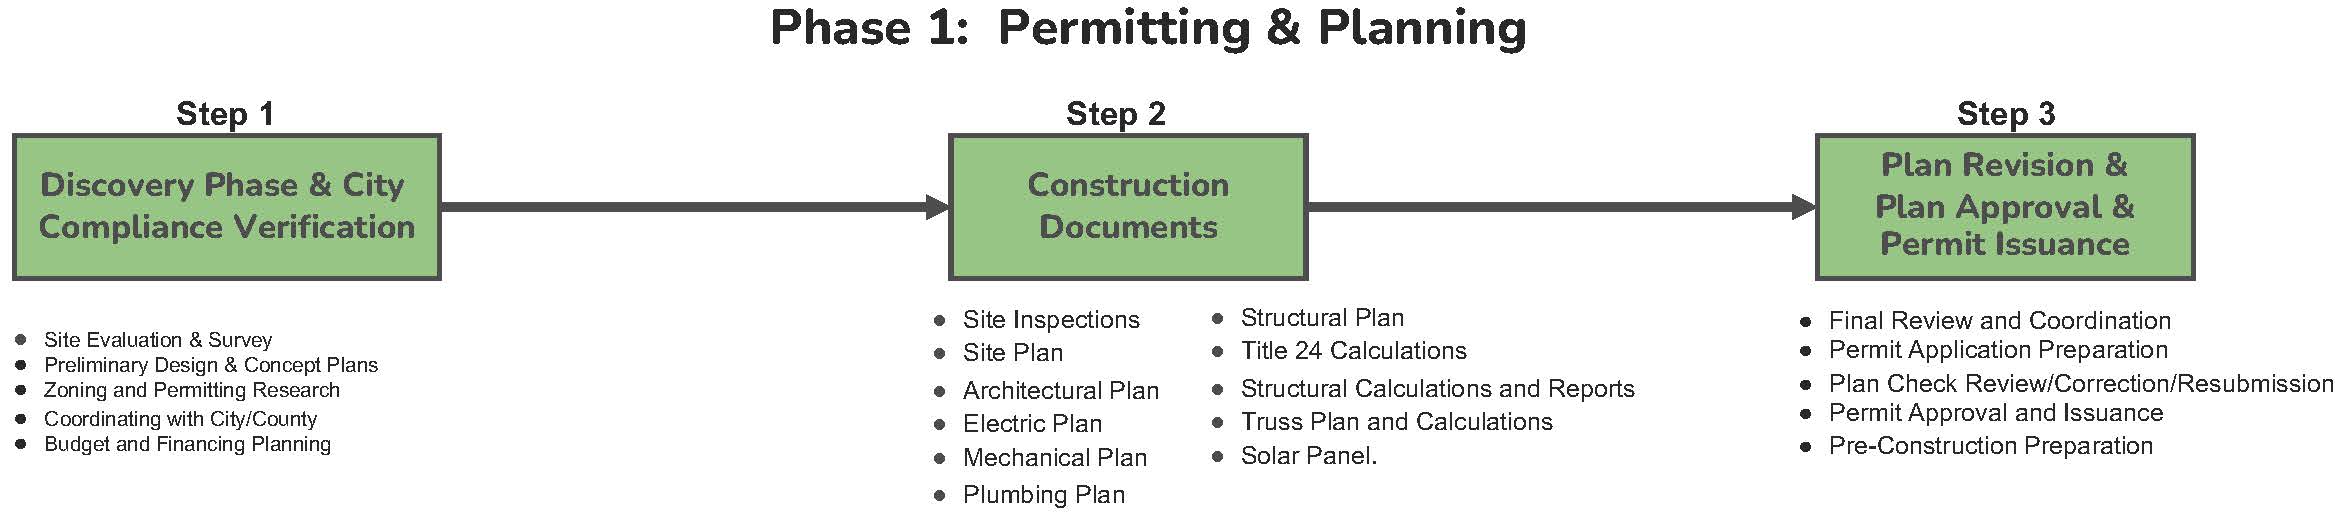 Phase 1: Permitting & Planning
Step 1
Discovery Phase & City
Compliance Verification
● Site Evaluation & Survey
● Preliminary Design & Concept Plans
● Zoning and Permitting Research
● Coordinating with City/County
● Budget and Financing Planning
Step 2
Construction
Documents
● Site Inspections
● Site Plan
● Architectural Plan
● Electric Plan
● Mechanical Plan
● Plumbing Plan
● Structural Plan
● Title 24 Calculations
● Structural Calculations and Reports
● Truss Plan and Calculations
● Solar Panel.
Step 3
Plan Revision &
Plan Approval &
Permit Issuance
● Final Review and Coordination
● Permit Application Preparation
● Plan Check Review/Correction/Resubmission
● Permit Approval and Issuance
● Pre-Construction Preparation